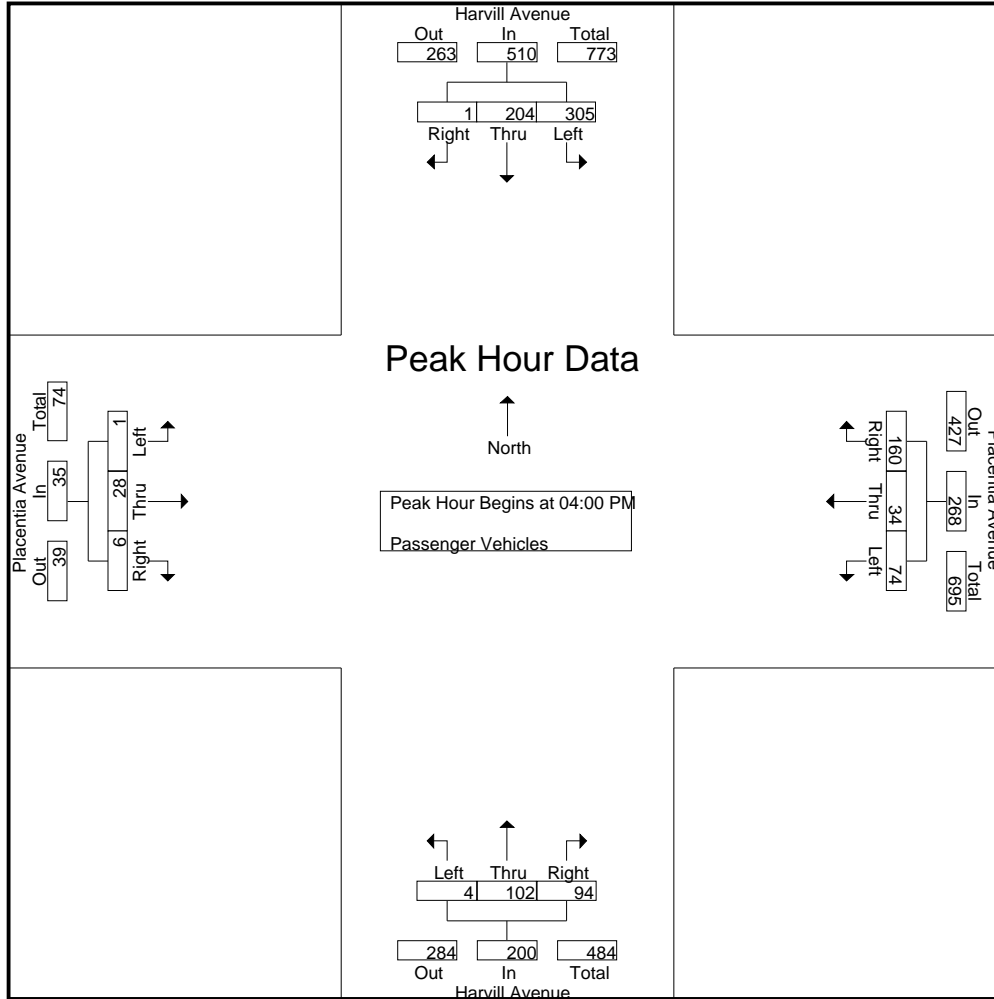 Harvill Avenue
Out In Total
263 510 773
1 204 305
Right Thru Left
Peak Hour Data
North
Peak Hour Begins at 04:00 PM
Passenger Vehicles
Placentia Avenue
Out In Total
39 35 74
Right Thru Left
6 28 1
Placentia Avenue
Out In Total
427 268 695
160 34 74
Right Thru Left
Left Thru Right
4 102 94
284 200 484
Out In Total
Harvill Avenue